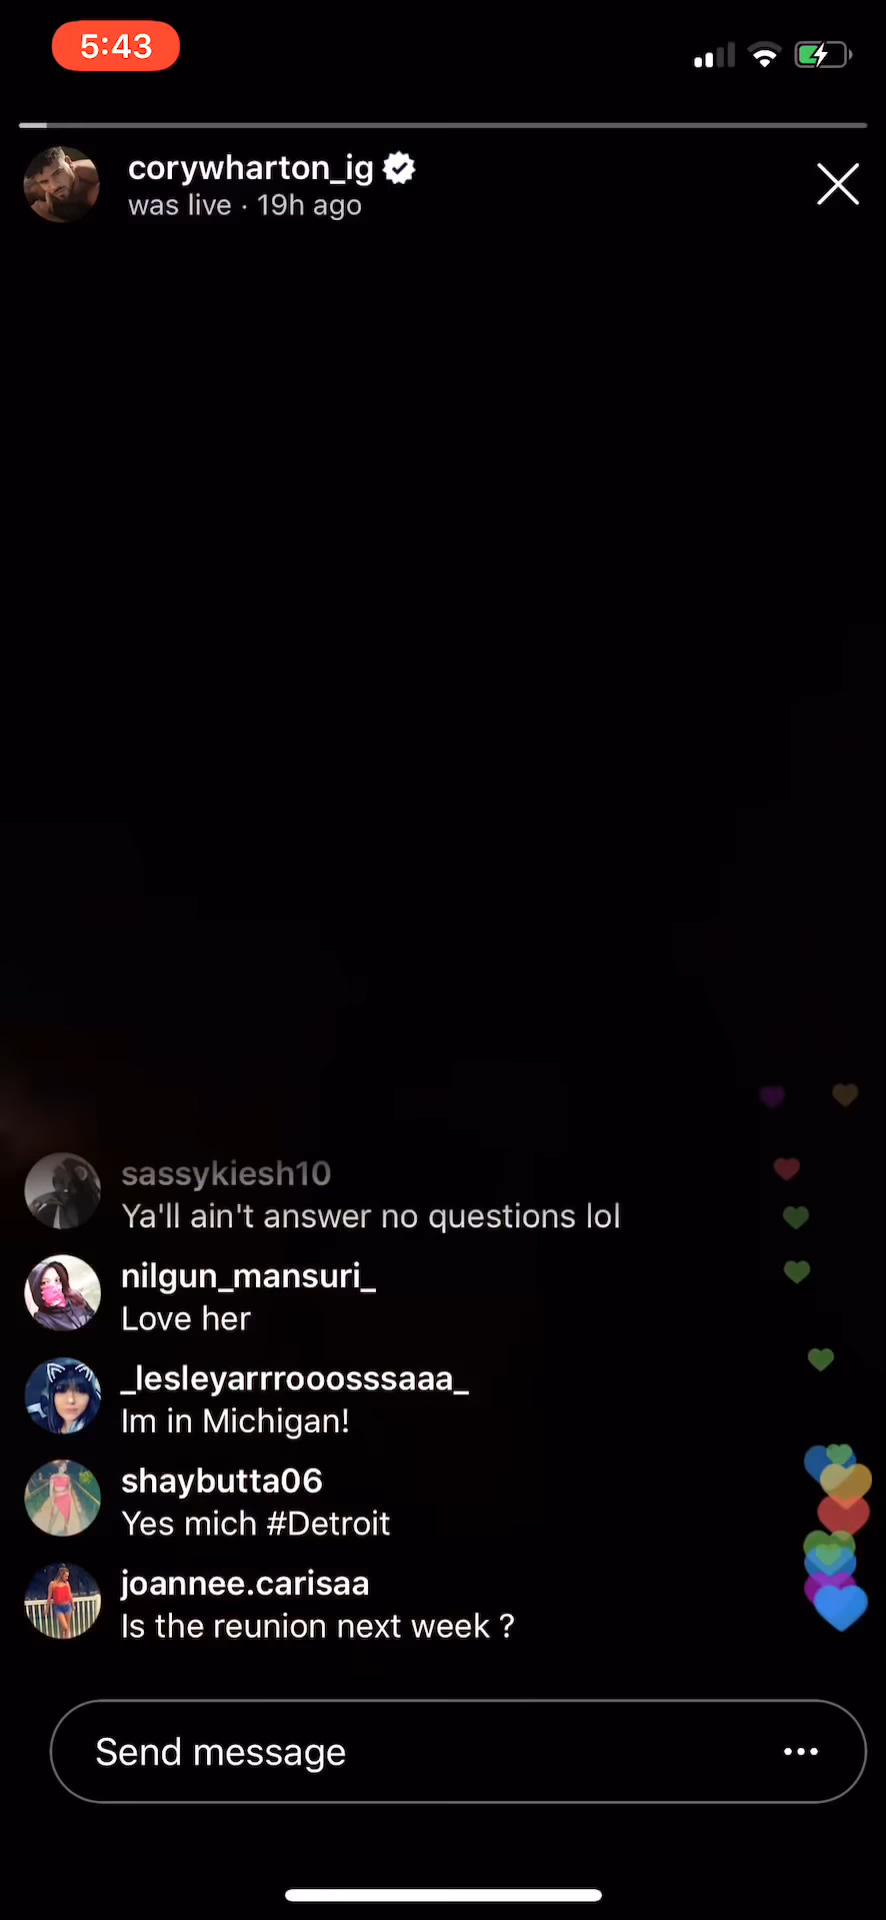 5:43
corywharton_ig
was live · 19h ago
sassykiesh10
Ya'll ain't answer no questions lol
nilgun_mansuri_
Love her
_lesleyarrrooosssaaa_
Im in Michigan!
shaybutta06
Yes mich #Detroit
joannee.carisaa
Is the reunion next week ?
Send message